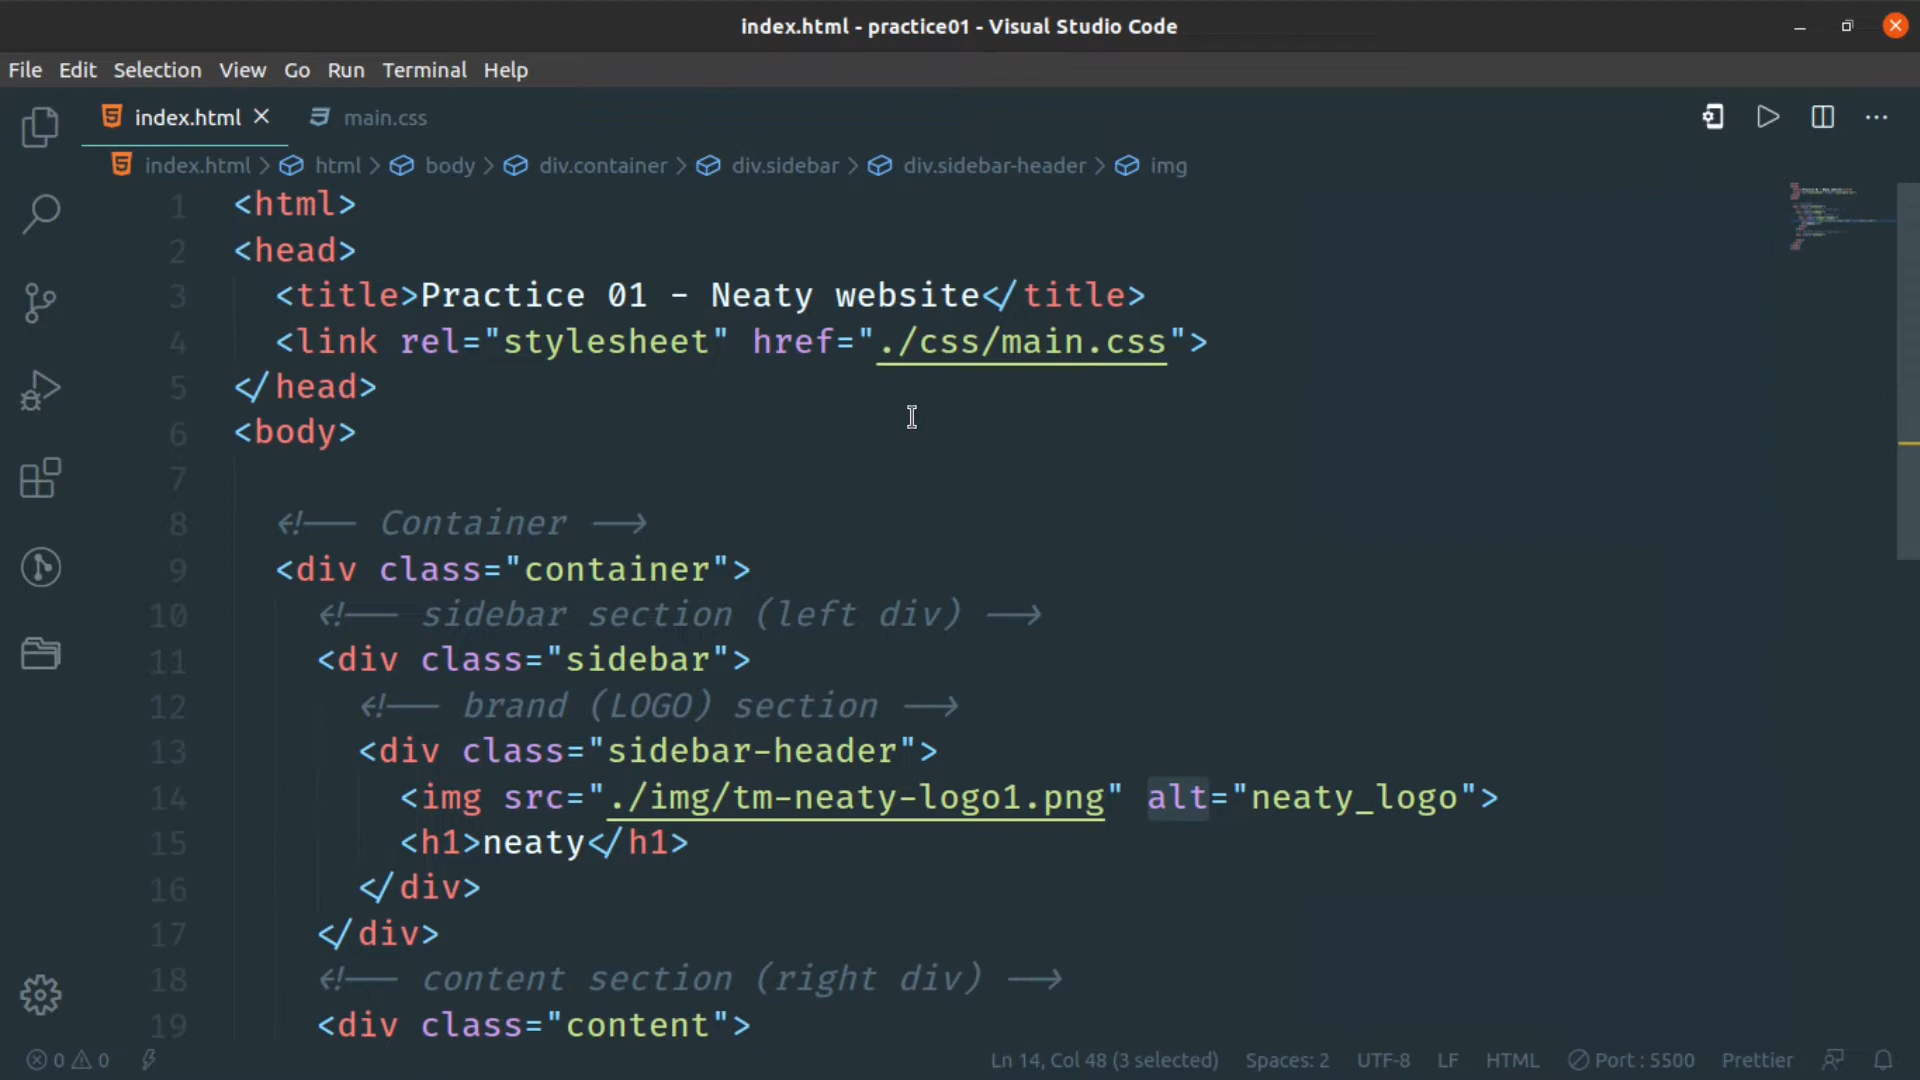 index.html - practice01 - Visual Studio Code
File Edit Selection View Go Run Terminal Help
index.html main.css
index.html > html > body > div.container > div.sidebar > div.sidebar-header > img
1 <html>
2 <head>
3 <title>Practice 01 - Neaty website</title>
4 <link rel="stylesheet" href="./css/main.css">
5 </head>
6 <body>
7
8 <!-- Container -->
9 <div class="container">
10 <!-- sidebar section (left div) -->
11 <div class="sidebar">
12 <!-- brand (LOGO) section -->
13 <div class="sidebar-header">
14 <img src="./img/tm-neaty-logo1.png" alt="neaty_logo">
15 <h1>neaty</h1>
16 </div>
17 </div>
18 <!-- content section (right div) -->
19 <div class="content">
0 0 Ln 14, Col 48 (3 selected) Spaces: 2 UTF-8 LF HTML Port : 5500 Prettier